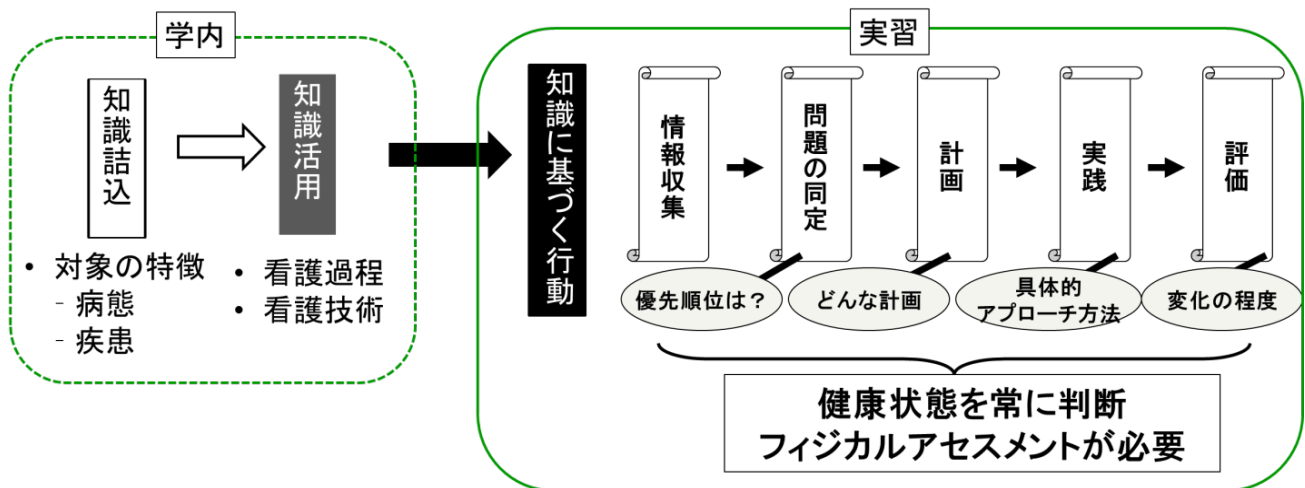 学内
知識詰込
知識活用
• 対象の特徴
- 病態
- 疾患
• 看護過程
• 看護技術
実習
知識に基づく行動
情報収集
問題の同定
計画
実践
評価
優先順位は？
どんな計画
具体的
アプローチ方法
変化の程度
健康状態を常に判断
フィジカルアセスメントが必要